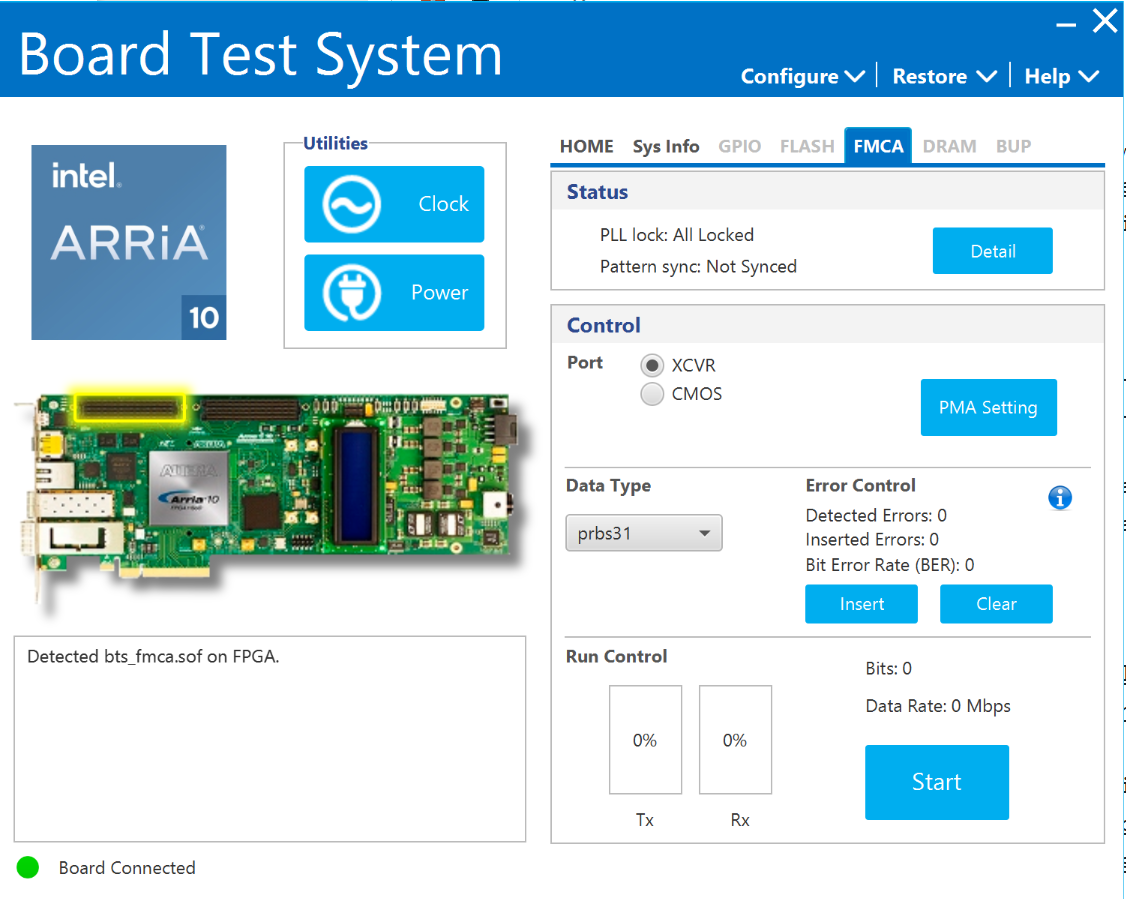 Board Test System
Configure
Restore
Help
intel.
ARRiA
10
Utilities
Clock
Power
HOME
Sys Info
GPIO
FLASH
FMCA
DRAM
BUP
Status
PLL lock: All Locked
Pattern sync: Not Synced
Detail
Control
Port
XCVR
CMOS
PMA Setting
Data Type
prbs31
Error Control
Detected Errors: 0
Inserted Errors: 0
Bit Error Rate (BER): 0
Insert
Clear
Run Control
0%
0%
Tx
Rx
Bits: 0
Data Rate: 0 Mbps
Start
ALTERA
Arria 10
Detected bts_fmca.sof on FPGA.
Board Connected